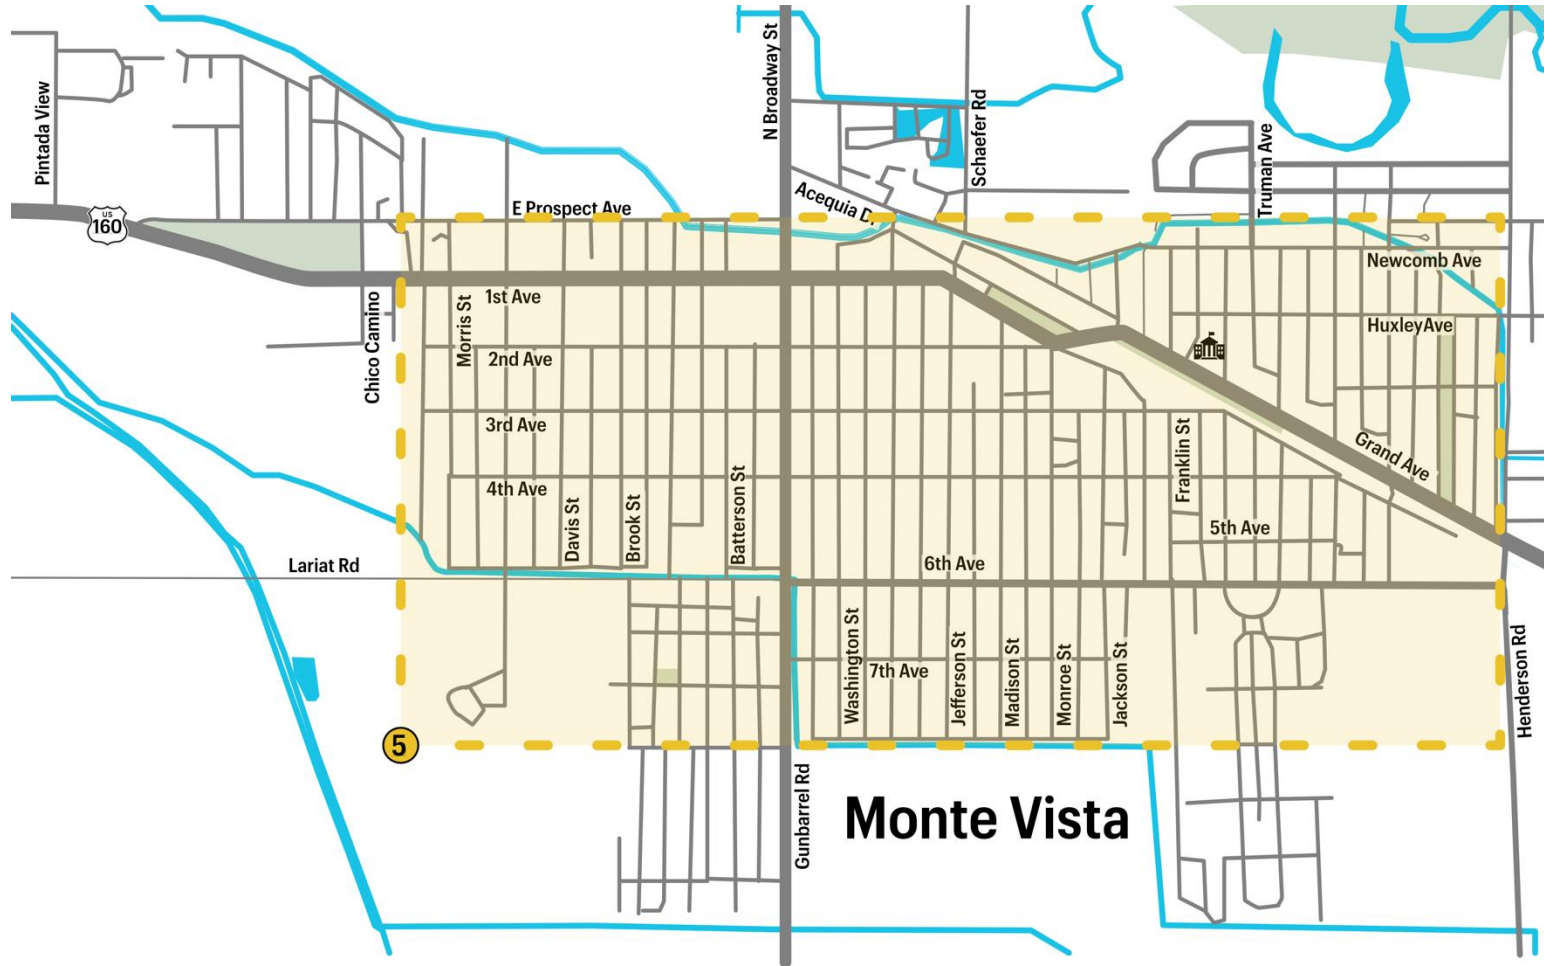 Pintada View
N Broadway St
Schaefer Rd
Truman Ave
Acequia Dr
E Prospect Ave
US
160
Newcomb Ave
1st Ave
Morris St
Chico Camino
HuxleyAve
2nd Ave
3rd Ave
Franklin St
Grand Ave
4th Ave
Davis St
Brook St
Batterson St
5th Ave
Lariat Rd
6th Ave
Washington St
7th Ave
Jefferson St
Madison St
Monroe St
Jackson St
Henderson Rd
5
Gunbarrel Rd
Monte Vista